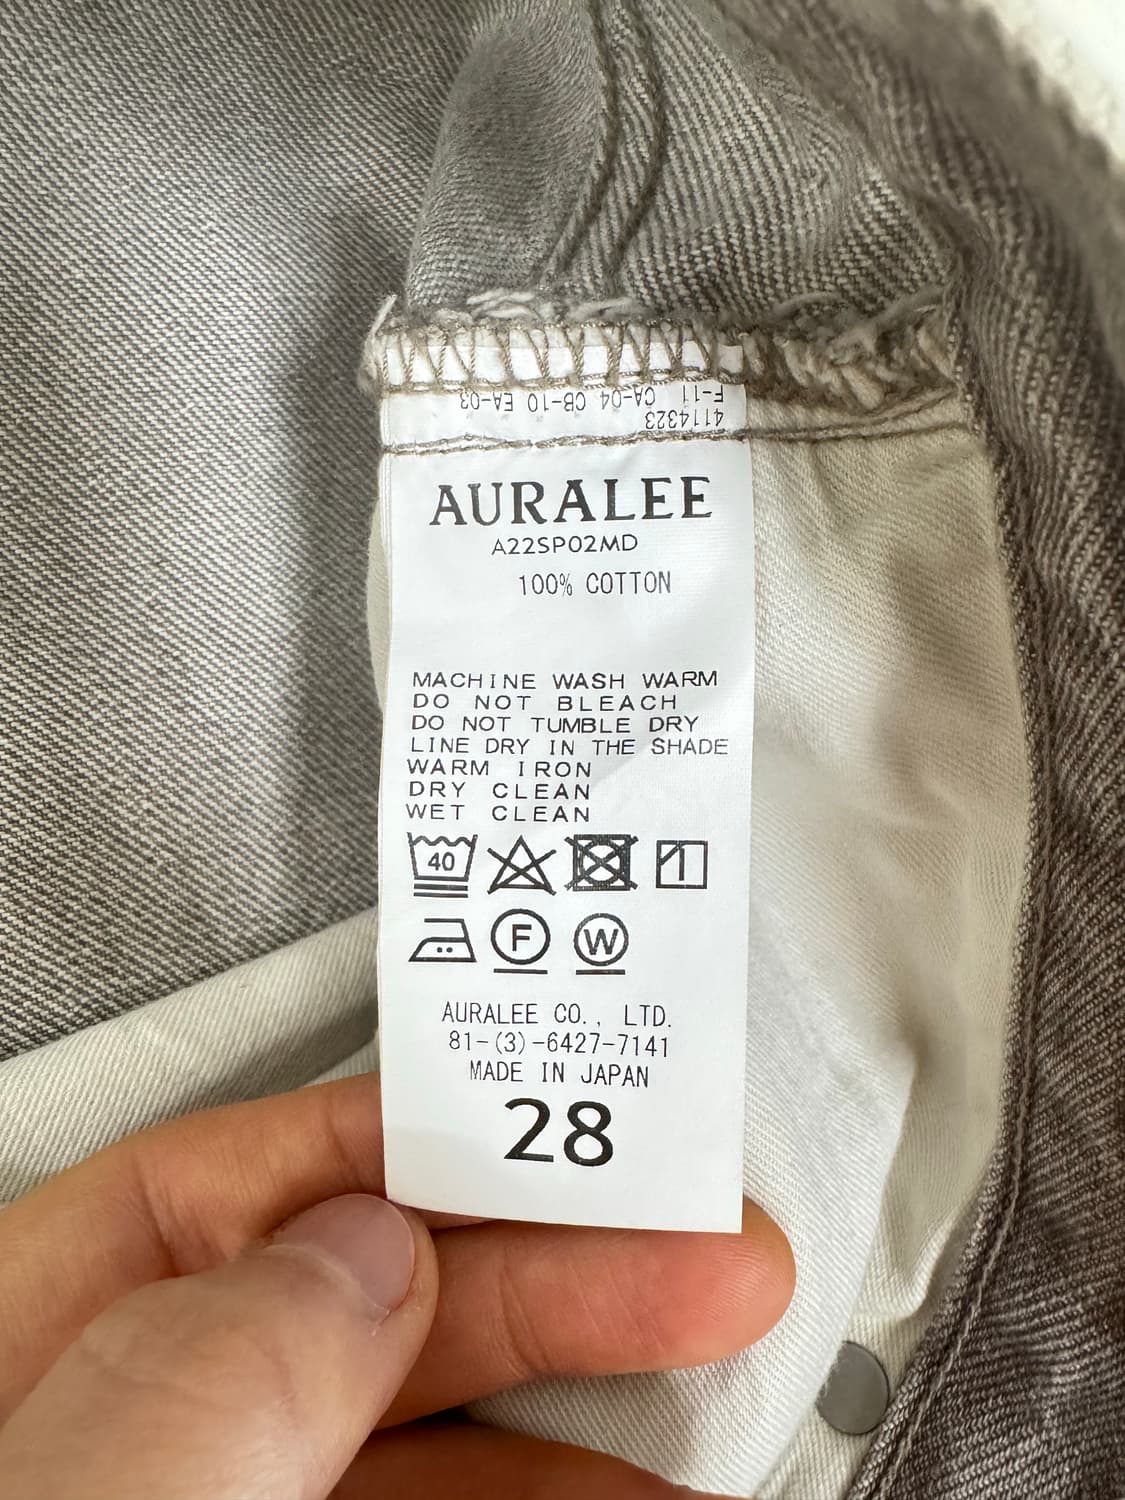 F-11 CA-04 CB-10 EA-03
4114323
AURALEE
A22SP02MD
100% COTTON
MACHINE WASH WARM
DO NOT BLEACH
DO NOT TUMBLE DRY
LINE DRY IN THE SHADE
WARM IRON
DRY CLEAN
WET CLEAN
40
F W
AURALEE CO., LTD.
81-(3)-6427-7141
MADE IN JAPAN
28